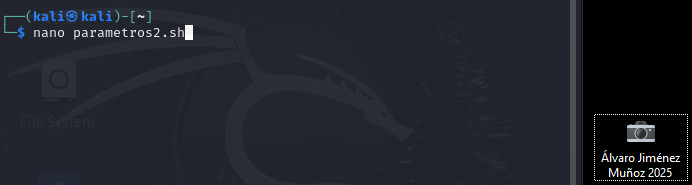 ┌──(kali㉿kali)-[~]
└─$ nano parametros2.sh
File System
Álvaro Jiménez
Muñoz 2025